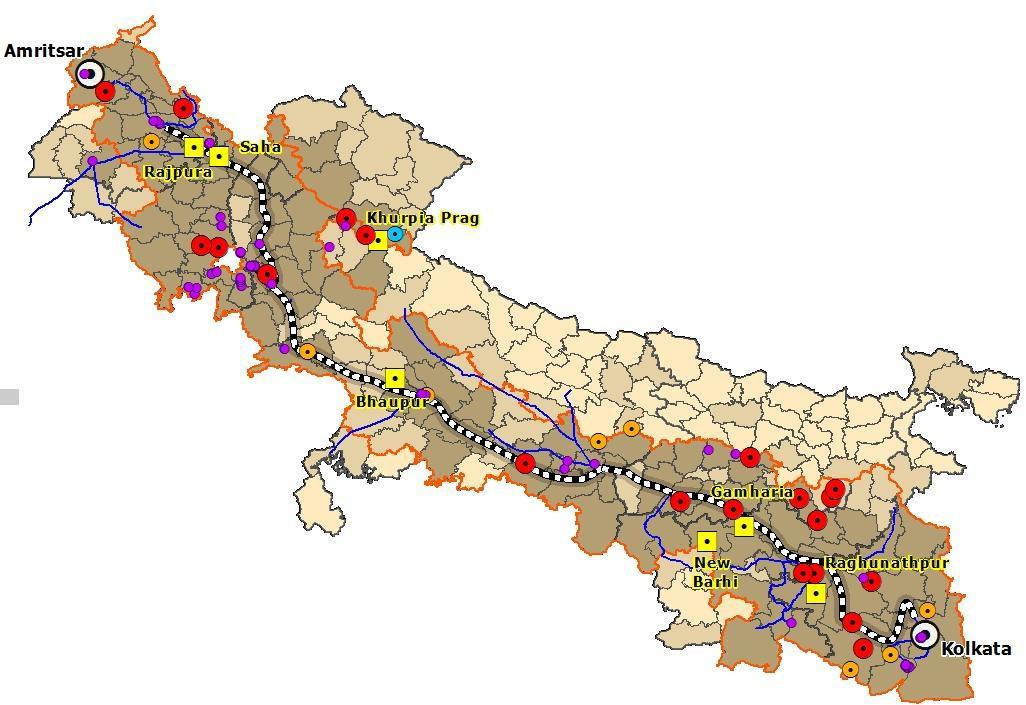 Amritsar
Saha
Rajpura
Khurpia Prag
Bhaupur
Gamharia
New
Barhi
Raghunathpur
Kolkata